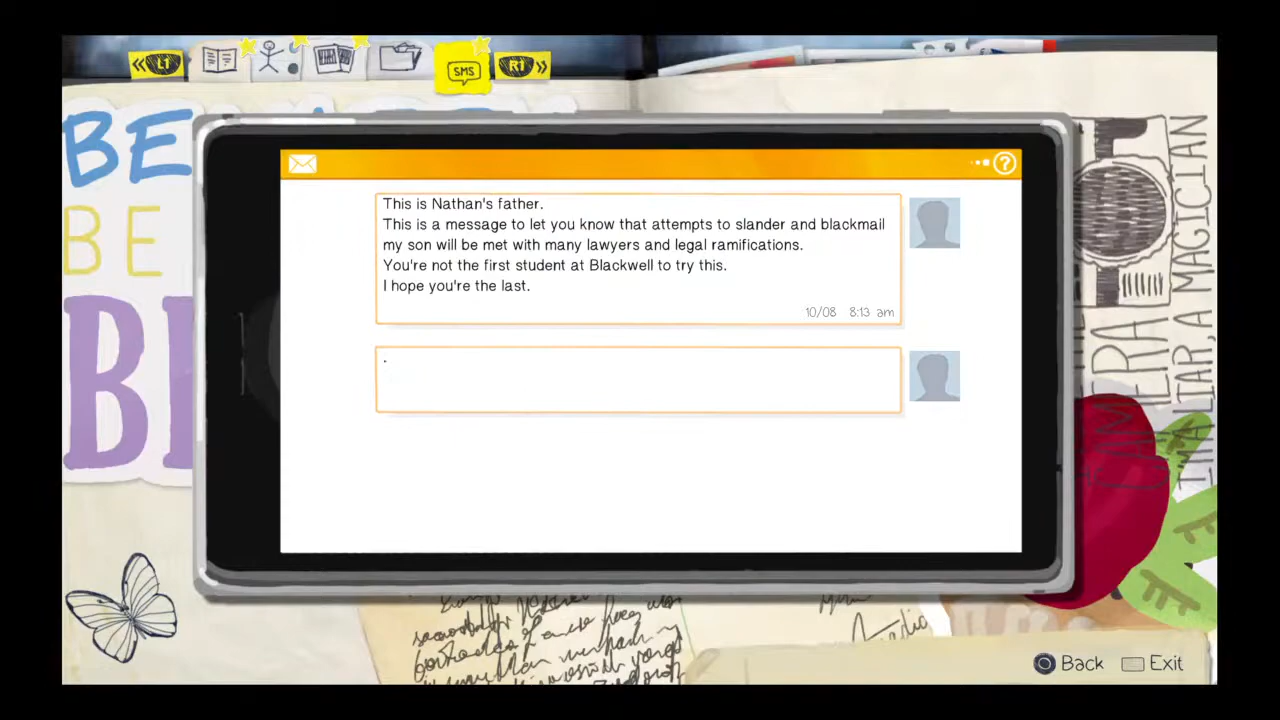 L1
SMS
R1
BE
BE
This is Nathan's father.
This is a message to let you know that attempts to slander and blackmail
my son will be met with many lawyers and legal ramifications.
You're not the first student at Blackwell to try this.
I hope you're the last.
10/08 8:13 am
.
?
A LIAR, A MAGICIAN
Back
Exit